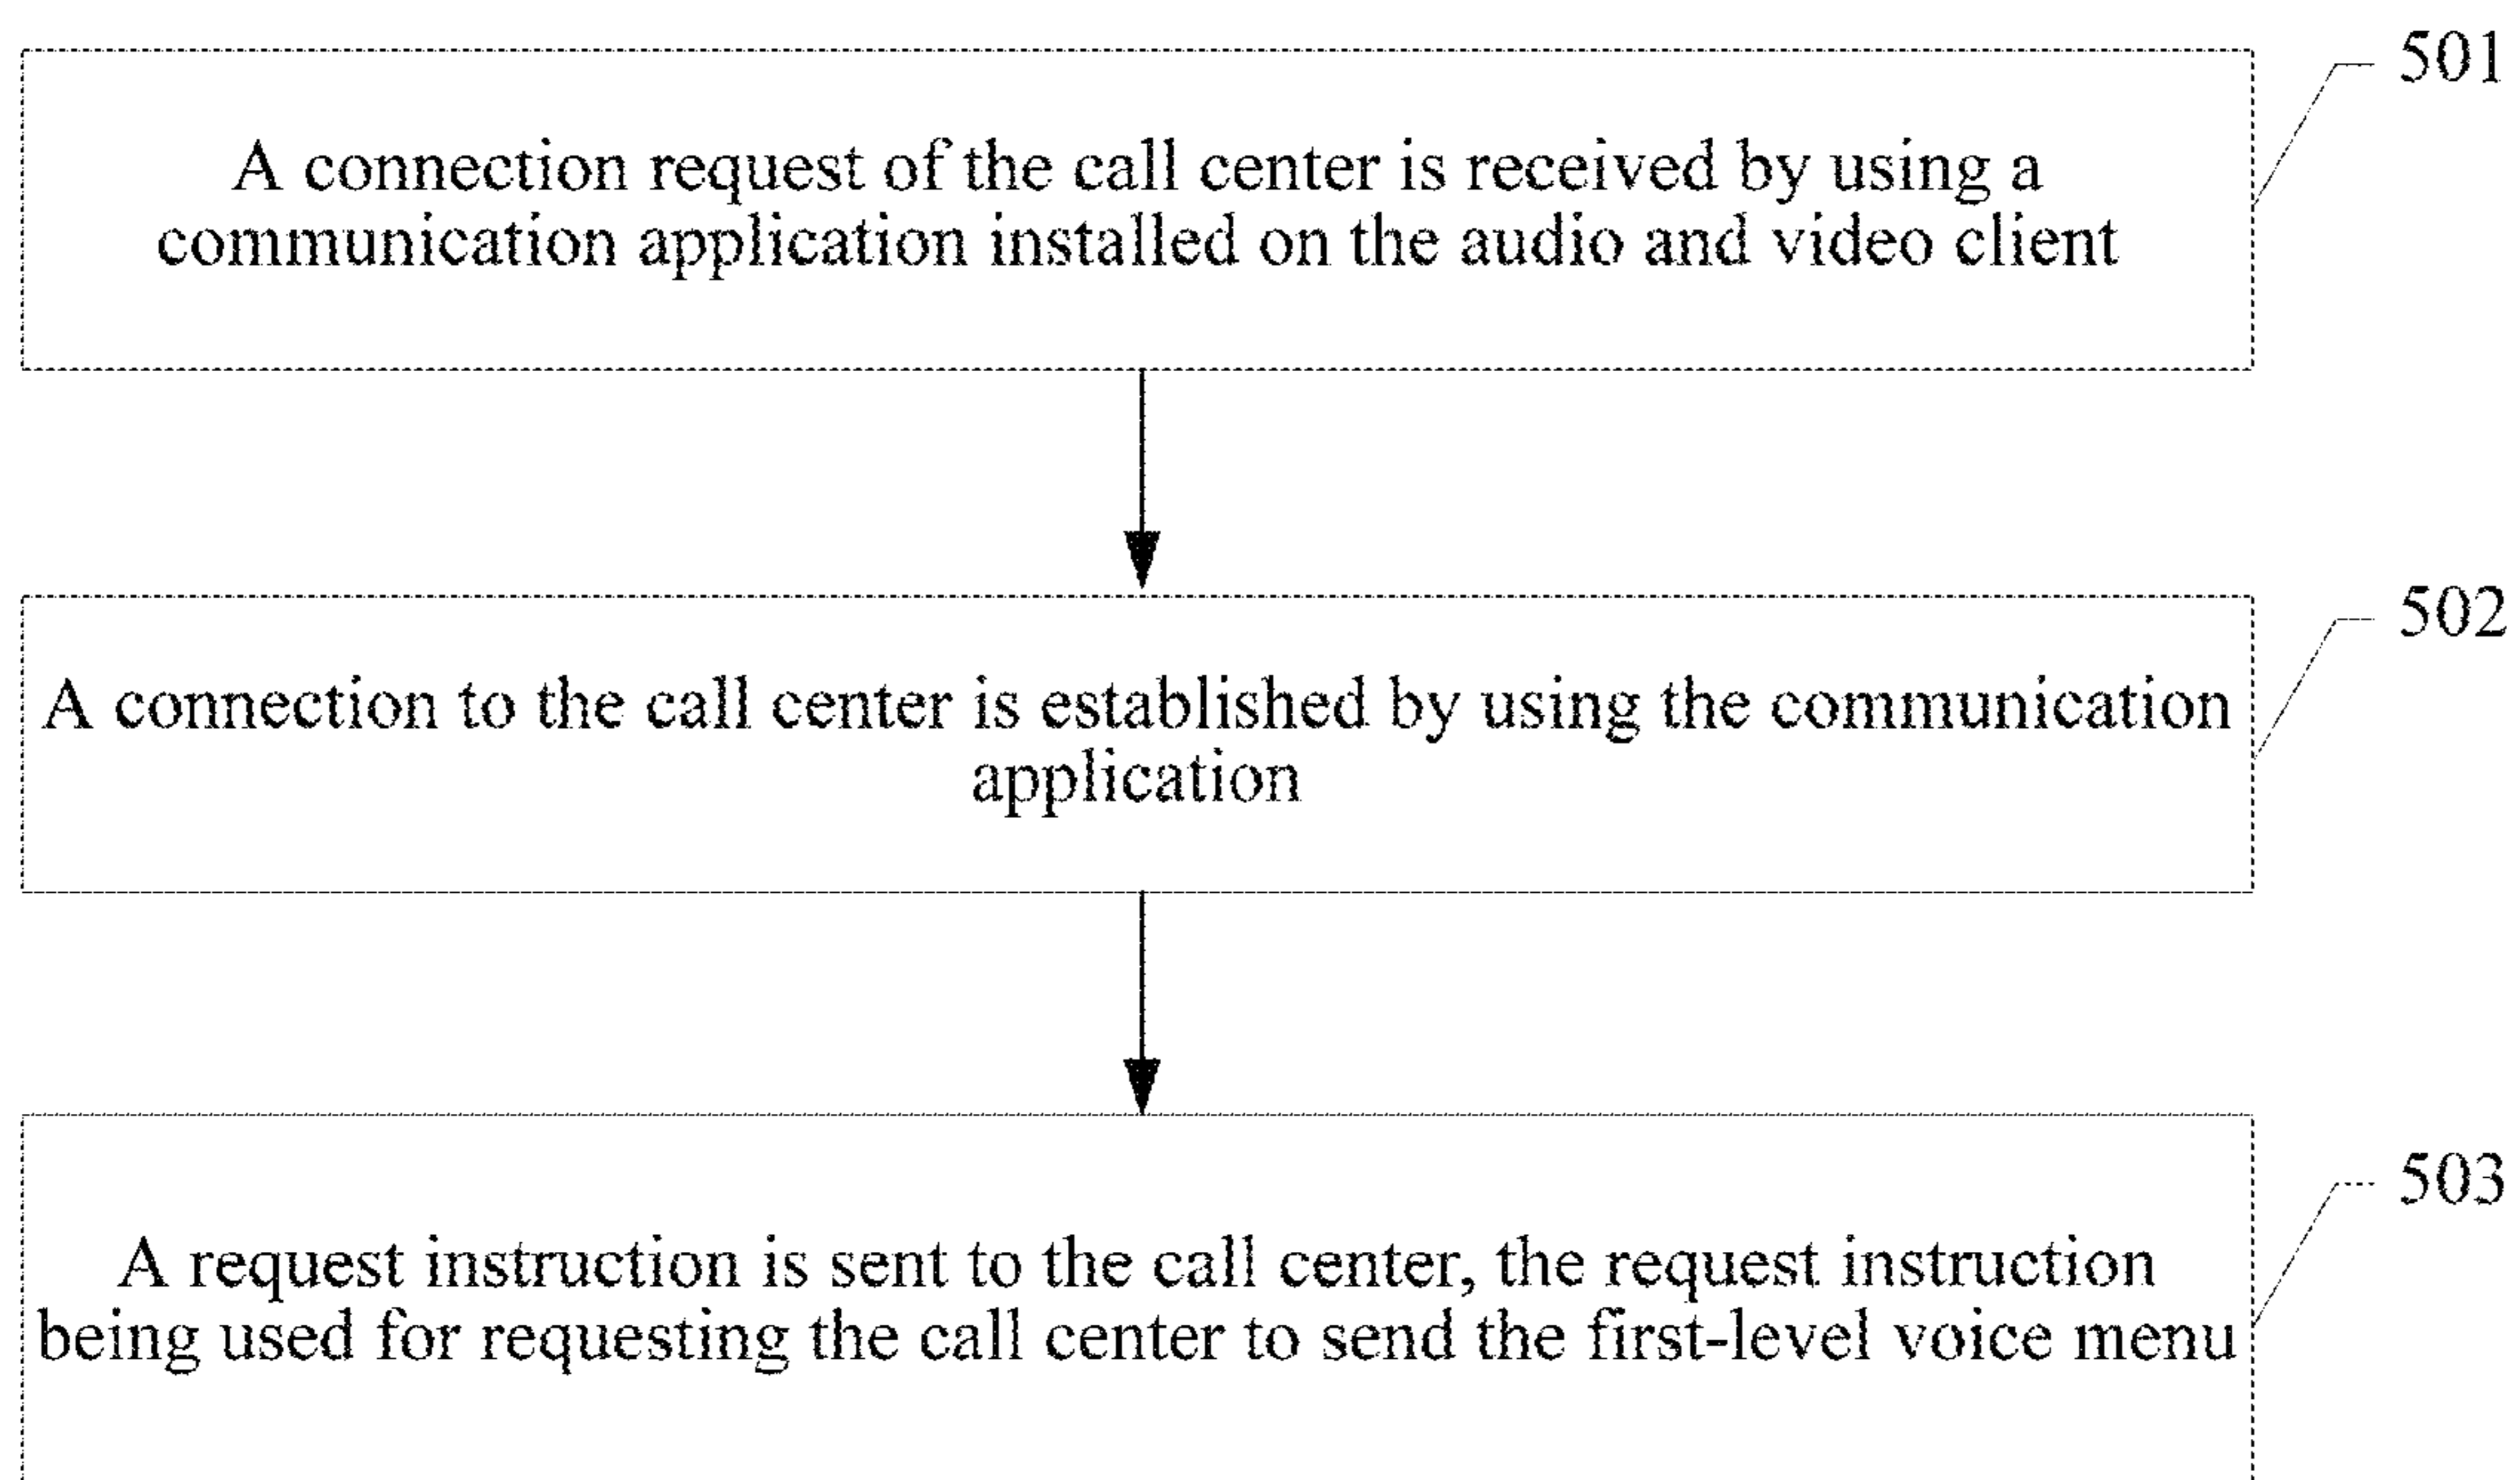 501
A connection request of the call center is received by using a
communication application installed on the audio and video client
502
A connection to the call center is established by using the communication
application
503
A request instruction is sent to the call center, the request instruction
being used for requesting the call center to send the first-level voice menu